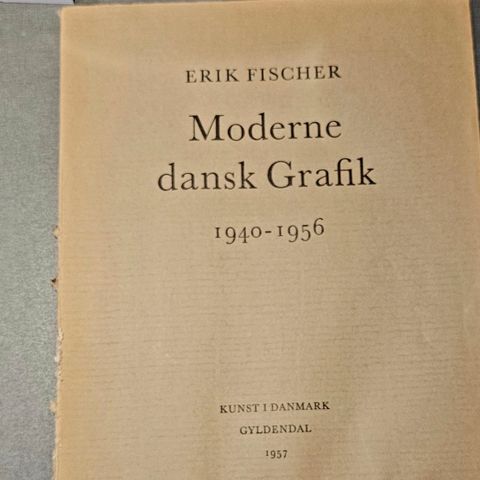 ERIK FISCHER
Moderne
dansk Grafik
1940-1956
KUNST I DANMARK
GYLDENDAL
1957